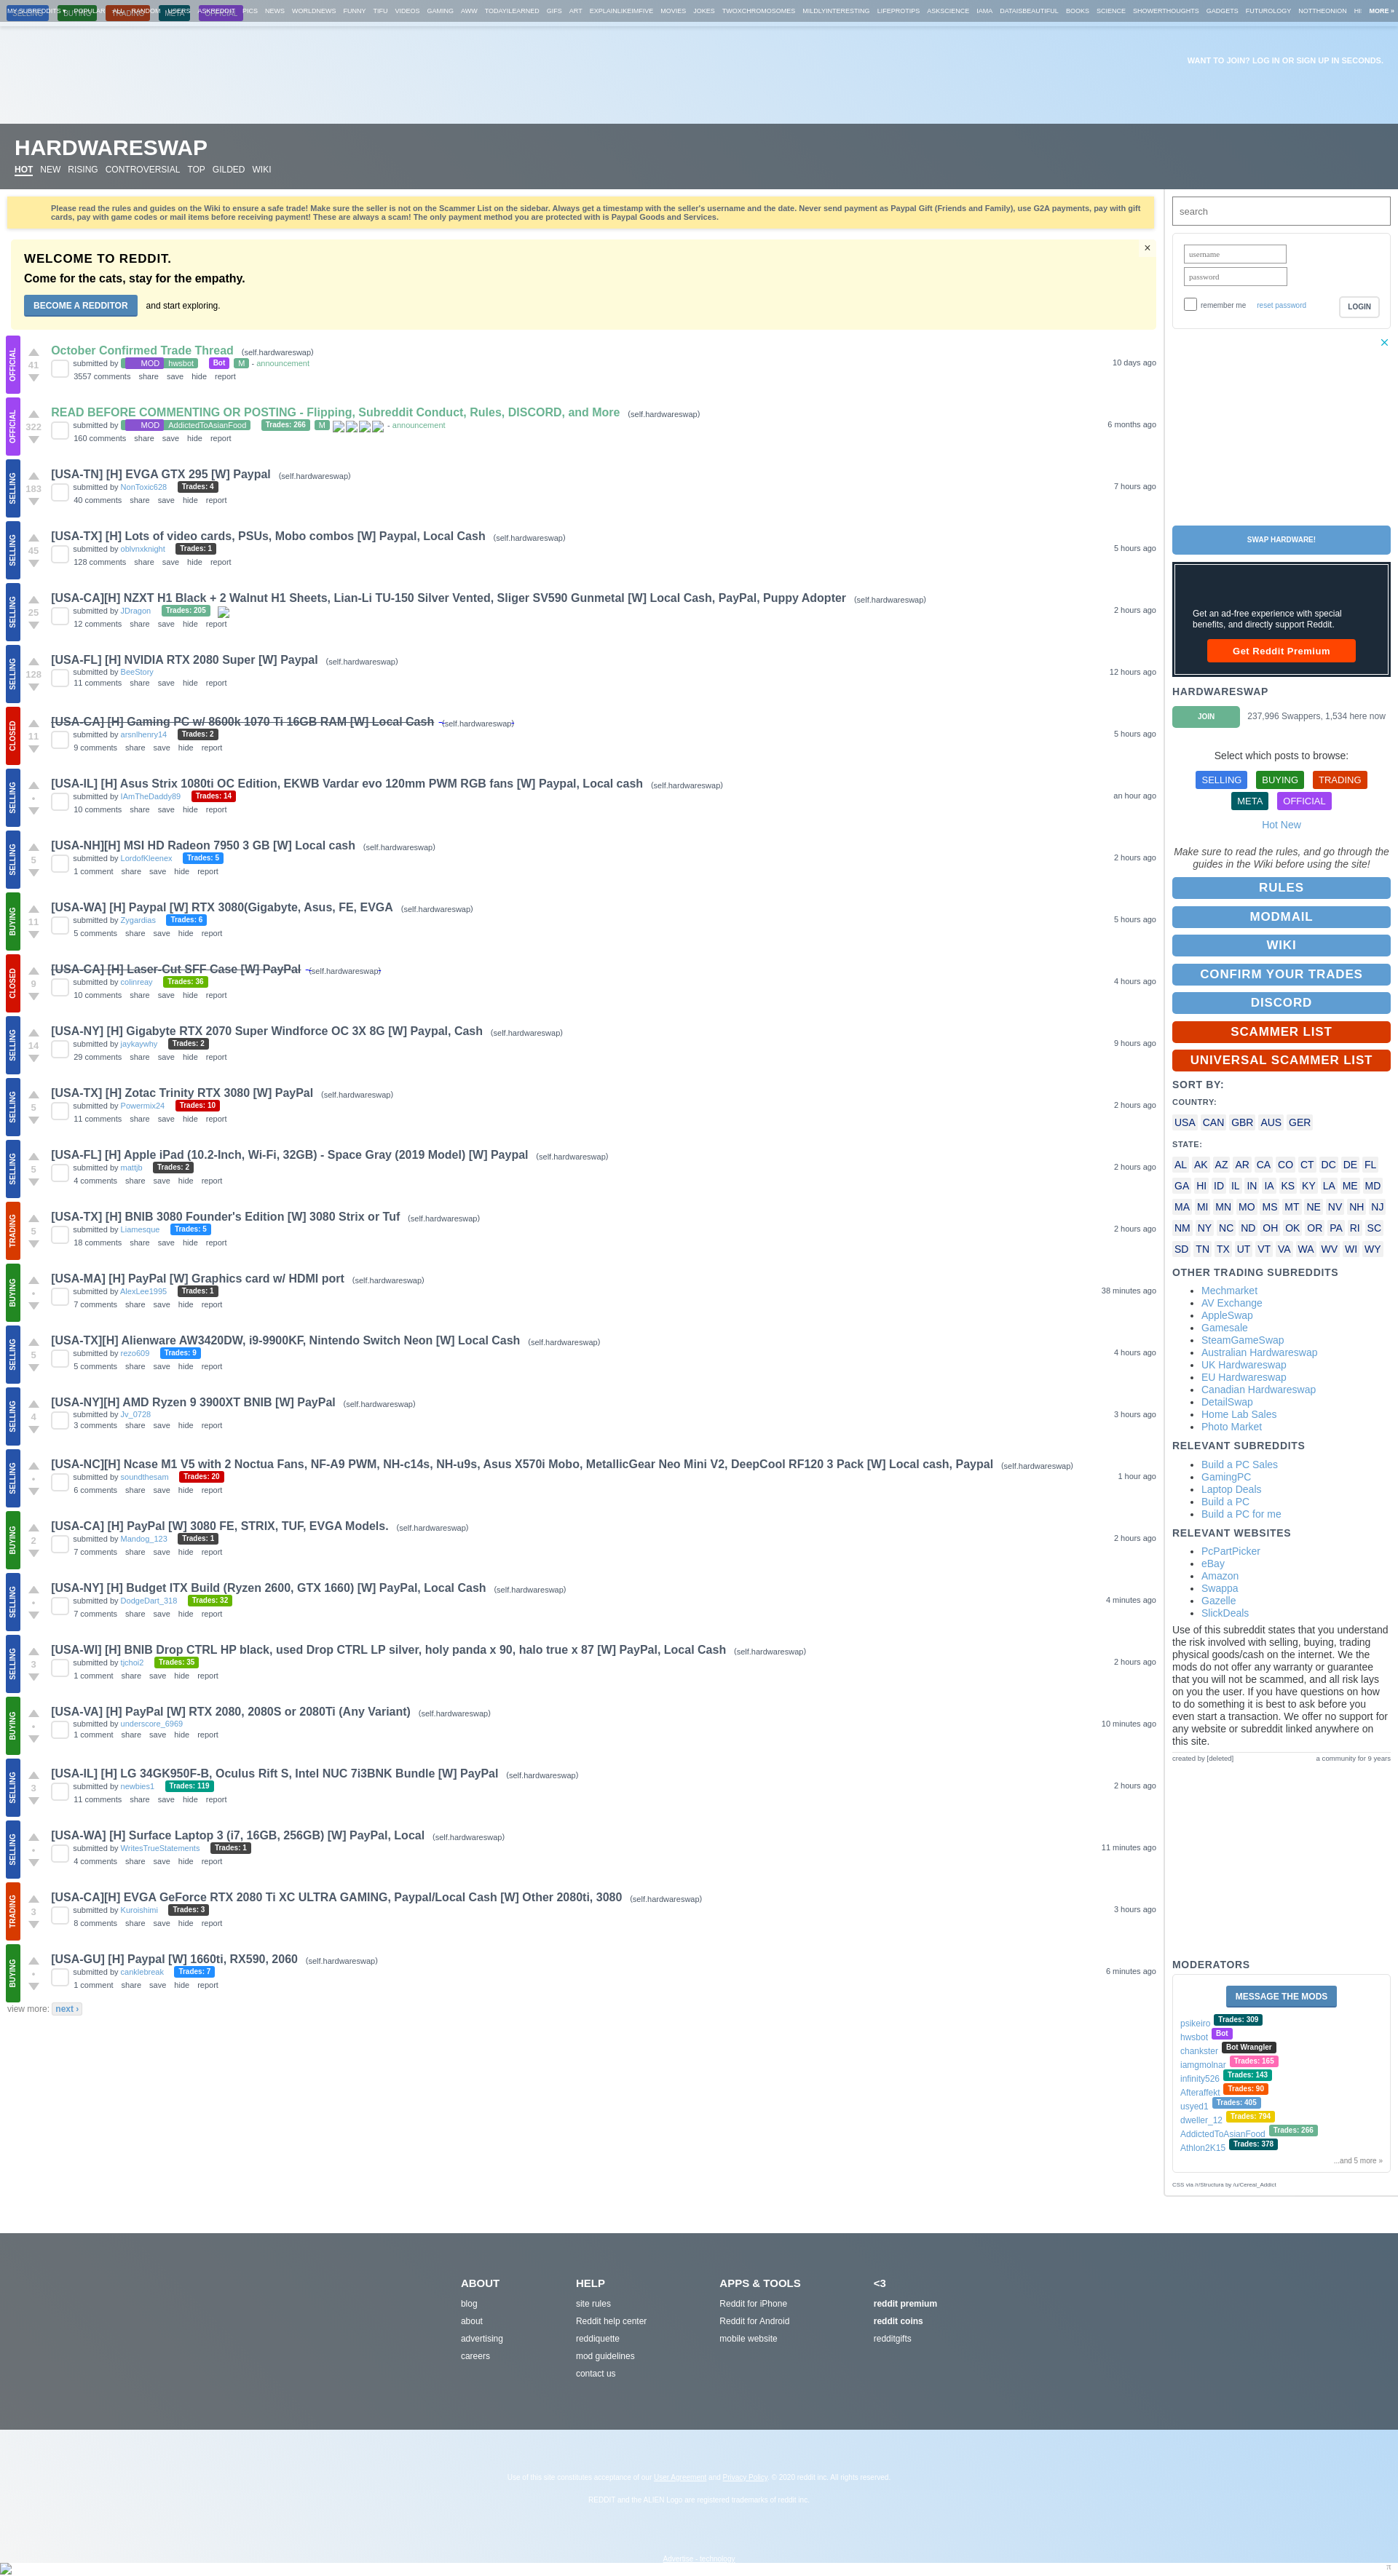 MY SUBREDDITS POPULAR ALL RANDOM USERS ASKREDDIT PICS NEWS WORLDNEWS FUNNY TIFU VIDEOS GAMING AWW TODAYILEARNED GIFS ART EXPLAINLIKEIMFIVE MOVIES JOKES TWOXCHROMOSOMES MILDLYINTERESTING LIFEPROTIPS ASKSCIENCE IAMA DATAISBEAUTIFUL BOOKS SCIENCE SHOWERTHOUGHTS GADGETS FUTUROLOGY NOTTHEONION MORE »
SELLING BUYING TRADING META OFFICIAL
WANT TO JOIN? LOG IN OR SIGN UP IN SECONDS.
HARDWARESWAP
HOT NEW RISING CONTROVERSIAL TOP GILDED WIKI
Please read the rules and guides on the Wiki to ensure a safe trade! Make sure the seller is not on the Scammer List on the sidebar. Always get a timestamp with the seller's username and the date. Never send payment as Paypal Gift (Friends and Family), use G2A payments, pay with gift
cards, pay with game codes or mail items before receiving payment! These are always a scam! The only payment method you are protected with is Paypal Goods and Services.
WELCOME TO REDDIT.
×
Come for the cats, stay for the empathy.
BECOME A REDDITOR and start exploring.
OFFICIAL
41
October Confirmed Trade Thread (self.hardwareswap)
submitted by MOD hwsbot Bot M - announcement
10 days ago
3557 comments share save hide report
OFFICIAL
322
READ BEFORE COMMENTING OR POSTING - Flipping, Subreddit Conduct, Rules, DISCORD, and More (self.hardwareswap)
submitted by MOD AddictedToAsianFood Trades: 266 M - announcement
6 months ago
160 comments share save hide report
SELLING
183
[USA-TN] [H] EVGA GTX 295 [W] Paypal (self.hardwareswap)
submitted by NonToxic628 Trades: 4
7 hours ago
40 comments share save hide report
SELLING
45
[USA-TX] [H] Lots of video cards, PSUs, Mobo combos [W] Paypal, Local Cash (self.hardwareswap)
submitted by oblvnxknight Trades: 1
5 hours ago
128 comments share save hide report
SELLING
25
[USA-CA][H] NZXT H1 Black + 2 Walnut H1 Sheets, Lian-Li TU-150 Silver Vented, Sliger SV590 Gunmetal [W] Local Cash, PayPal, Puppy Adopter (self.hardwareswap)
submitted by JDragon Trades: 205
2 hours ago
12 comments share save hide report
SELLING
128
[USA-FL] [H] NVIDIA RTX 2080 Super [W] Paypal (self.hardwareswap)
submitted by BeeStory
12 hours ago
11 comments share save hide report
CLOSED
11
[USA-CA] [H] Gaming PC w/ 8600k 1070 Ti 16GB RAM [W] Local Cash (self.hardwareswap)
submitted by arsnlhenry14 Trades: 2
5 hours ago
9 comments share save hide report
SELLING
•
[USA-IL] [H] Asus Strix 1080ti OC Edition, EKWB Vardar evo 120mm PWM RGB fans [W] Paypal, Local cash (self.hardwareswap)
submitted by IAmTheDaddy89 Trades: 14
an hour ago
10 comments share save hide report
SELLING
5
[USA-NH][H] MSI HD Radeon 7950 3 GB [W] Local cash (self.hardwareswap)
submitted by LordofKleenex Trades: 5
2 hours ago
1 comment share save hide report
BUYING
11
[USA-WA] [H] Paypal [W] RTX 3080(Gigabyte, Asus, FE, EVGA (self.hardwareswap)
submitted by Zygardias Trades: 6
5 hours ago
5 comments share save hide report
CLOSED
9
[USA-CA] [H] Laser-Cut SFF Case [W] PayPal (self.hardwareswap)
submitted by colinreay Trades: 36
4 hours ago
10 comments share save hide report
SELLING
14
[USA-NY] [H] Gigabyte RTX 2070 Super Windforce OC 3X 8G [W] Paypal, Cash (self.hardwareswap)
submitted by jaykaywhy Trades: 2
9 hours ago
29 comments share save hide report
SELLING
5
[USA-TX] [H] Zotac Trinity RTX 3080 [W] PayPal (self.hardwareswap)
submitted by Powermix24 Trades: 10
2 hours ago
11 comments share save hide report
SELLING
5
[USA-FL] [H] Apple iPad (10.2-Inch, Wi-Fi, 32GB) - Space Gray (2019 Model) [W] Paypal (self.hardwareswap)
submitted by mattjb Trades: 2
2 hours ago
4 comments share save hide report
TRADING
5
[USA-TX] [H] BNIB 3080 Founder's Edition [W] 3080 Strix or Tuf (self.hardwareswap)
submitted by Liamesque Trades: 5
2 hours ago
18 comments share save hide report
BUYING
•
[USA-MA] [H] PayPal [W] Graphics card w/ HDMI port (self.hardwareswap)
submitted by AlexLee1995 Trades: 1
38 minutes ago
7 comments share save hide report
SELLING
5
[USA-TX][H] Alienware AW3420DW, i9-9900KF, Nintendo Switch Neon [W] Local Cash (self.hardwareswap)
submitted by rezo609 Trades: 9
4 hours ago
5 comments share save hide report
SELLING
4
[USA-NY][H] AMD Ryzen 9 3900XT BNIB [W] PayPal (self.hardwareswap)
submitted by Jv_0728
3 hours ago
3 comments share save hide report
SELLING
•
[USA-NC][H] Ncase M1 V5 with 2 Noctua Fans, NF-A9 PWM, NH-c14s, NH-u9s, Asus X570i Mobo, MetallicGear Neo Mini V2, DeepCool RF120 3 Pack [W] Local cash, Paypal (self.hardwareswap)
submitted by soundthesam Trades: 20
1 hour ago
6 comments share save hide report
BUYING
2
[USA-CA] [H] PayPal [W] 3080 FE, STRIX, TUF, EVGA Models. (self.hardwareswap)
submitted by Mandog_123 Trades: 1
2 hours ago
7 comments share save hide report
SELLING
•
[USA-NY] [H] Budget ITX Build (Ryzen 2600, GTX 1660) [W] PayPal, Local Cash (self.hardwareswap)
submitted by DodgeDart_318 Trades: 32
4 minutes ago
7 comments share save hide report
SELLING
3
[USA-WI] [H] BNIB Drop CTRL HP black, used Drop CTRL LP silver, holy panda x 90, halo true x 87 [W] PayPal, Local Cash (self.hardwareswap)
submitted by tjchoi2 Trades: 35
2 hours ago
1 comment share save hide report
BUYING
•
[USA-VA] [H] PayPal [W] RTX 2080, 2080S or 2080Ti (Any Variant) (self.hardwareswap)
submitted by underscore_6969
10 minutes ago
1 comment share save hide report
SELLING
3
[USA-IL] [H] LG 34GK950F-B, Oculus Rift S, Intel NUC 7i3BNK Bundle [W] PayPal (self.hardwareswap)
submitted by newbies1 Trades: 119
2 hours ago
11 comments share save hide report
SELLING
•
[USA-WA] [H] Surface Laptop 3 (i7, 16GB, 256GB) [W] PayPal, Local (self.hardwareswap)
submitted by WritesTrueStatements Trades: 1
11 minutes ago
4 comments share save hide report
TRADING
3
[USA-CA][H] EVGA GeForce RTX 2080 Ti XC ULTRA GAMING, Paypal/Local Cash [W] Other 2080ti, 3080 (self.hardwareswap)
submitted by Kuroishimi Trades: 3
3 hours ago
8 comments share save hide report
BUYING
•
[USA-GU] [H] Paypal [W] 1660ti, RX590, 2060 (self.hardwareswap)
submitted by canklebreak Trades: 7
6 minutes ago
1 comment share save hide report
view more: next ›
search
username
password
remember me reset password LOGIN
✕
SWAP HARDWARE!
Get an ad-free experience with special
benefits, and directly support Reddit.
Get Reddit Premium
HARDWARESWAP
JOIN 237,996 Swappers, 1,534 here now
Select which posts to browse:
SELLING BUYING TRADING
META OFFICIAL
Hot New
Make sure to read the rules, and go through the
guides in the Wiki before using the site!
RULES
MODMAIL
WIKI
CONFIRM YOUR TRADES
DISCORD
SCAMMER LIST
UNIVERSAL SCAMMER LIST
SORT BY:
COUNTRY:
USA CAN GBR AUS GER
STATE:
AL AK AZ AR CA CO CT DC DE FL
GA HI ID IL IN IA KS KY LA ME MD
MA MI MN MO MS MT NE NV NH NJ
NM NY NC ND OH OK OR PA RI SC
SD TN TX UT VT VA WA WV WI WY
OTHER TRADING SUBREDDITS
• Mechmarket
• AV Exchange
• AppleSwap
• Gamesale
• SteamGameSwap
• Australian Hardwareswap
• UK Hardwareswap
• EU Hardwareswap
• Canadian Hardwareswap
• DetailSwap
• Home Lab Sales
• Photo Market
RELEVANT SUBREDDITS
• Build a PC Sales
• GamingPC
• Laptop Deals
• Build a PC
• Build a PC for me
RELEVANT WEBSITES
• PcPartPicker
• eBay
• Amazon
• Swappa
• Gazelle
• SlickDeals
Use of this subreddit states that you understand
the risk involved with selling, buying, trading
physical goods/cash on the internet. We the
mods do not offer any warranty or guarantee
that you will not be scammed, and all risk lays
on you the user. If you have questions on how
to do something it is best to ask before you
even start a transaction. We offer no support for
any website or subreddit linked anywhere on
this site.
created by [deleted] a community for 9 years
MODERATORS
MESSAGE THE MODS
psikeiro Trades: 309
hwsbot Bot
chankster Bot Wrangler
iamgmolnar Trades: 165
infinity526 Trades: 143
Afteraffekt Trades: 90
usyed1 Trades: 405
dweller_12 Trades: 794
AddictedToAsianFood Trades: 266
Athlon2K15 Trades: 378
...and 5 more »
CSS via /r/Structura by /u/Cereal_Addict
ABOUT
blog
about
advertising
careers
HELP
site rules
Reddit help center
reddiquette
mod guidelines
contact us
APPS & TOOLS
Reddit for iPhone
Reddit for Android
mobile website
<3
reddit premium
reddit coins
redditgifts
Use of this site constitutes acceptance of our User Agreement and Privacy Policy. © 2020 reddit inc. All rights reserved.
REDDIT and the ALIEN Logo are registered trademarks of reddit inc.
Advertise - technology
π